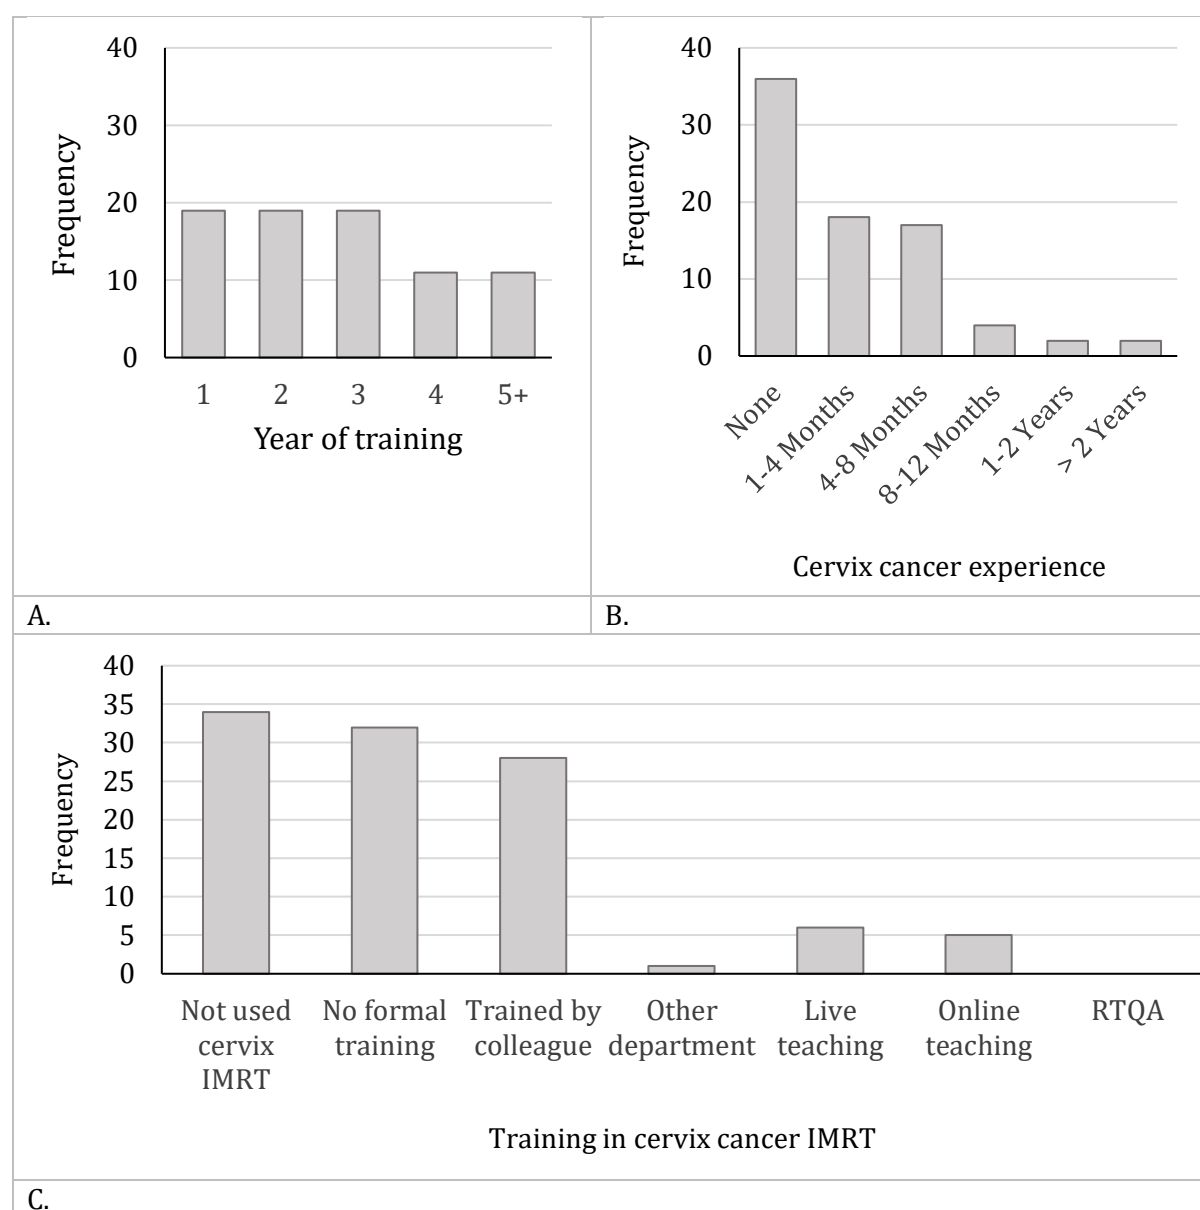 40
30
20
10
0
Frequency
1 2 3 4 5+
Year of training
A.
40
30
20
10
0
Frequency
None
1-4 Months
4-8 Months
8-12 Months
1-2 Years
> 2 Years
Cervix cancer experience
B.
40
35
30
25
20
15
10
5
0
Frequency
Not used
cervix
IMRT
No formal
training
Trained by
colleague
Other
department
Live
teaching
Online
teaching
RTQA
Training in cervix cancer IMRT
C.